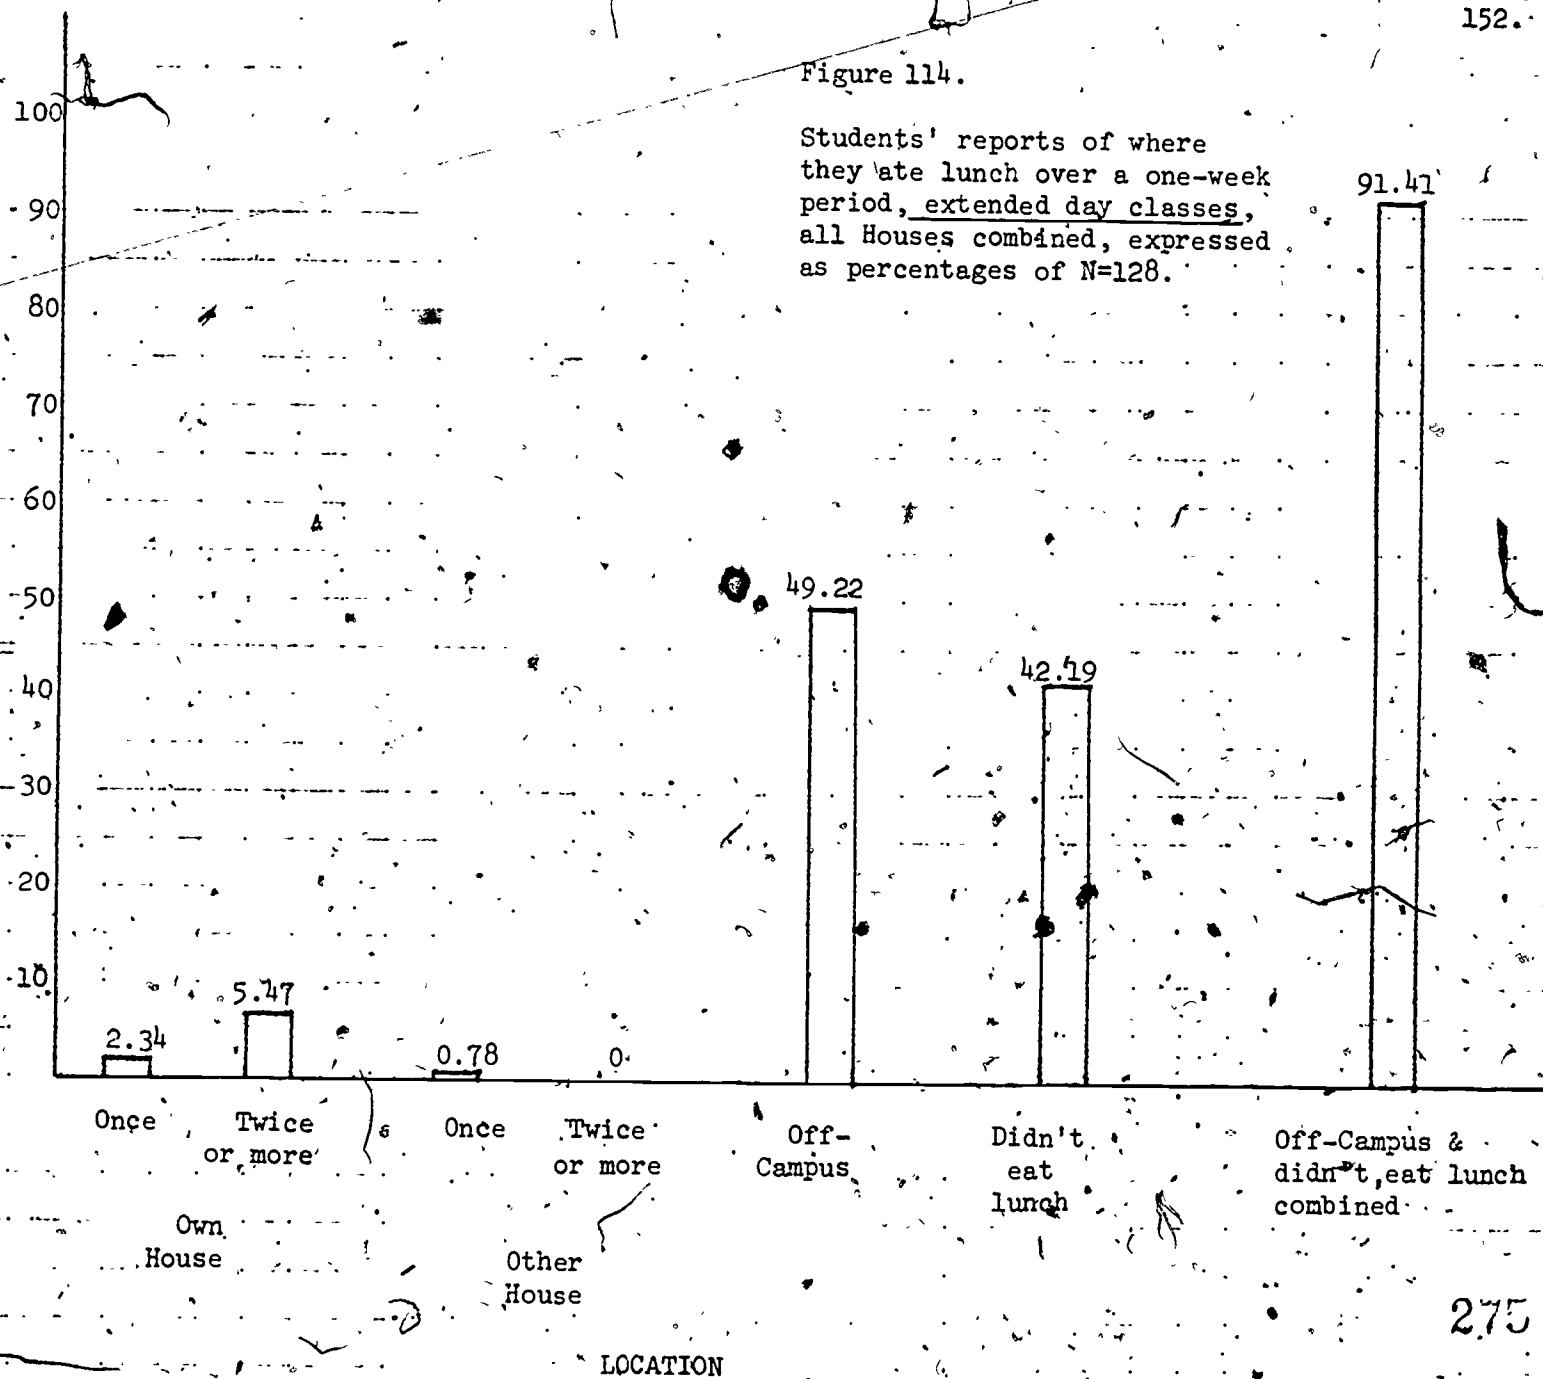 152.
Figure 114.
Students' reports of where
they ate lunch over a one-week
period, extended day classes,
all Houses combined, expressed
as percentages of N=128.
100
90
80
70
60
50
40
30
20
10
2.34
5.47
0.78
0
49.22
42.19
91.41
Once
Twice
or more
Once
Twice
or more
Off-
Campus
Didn't
eat
lunch
Off-Campus &
didn't eat lunch
combined
Own
House
Other
House
LOCATION
275